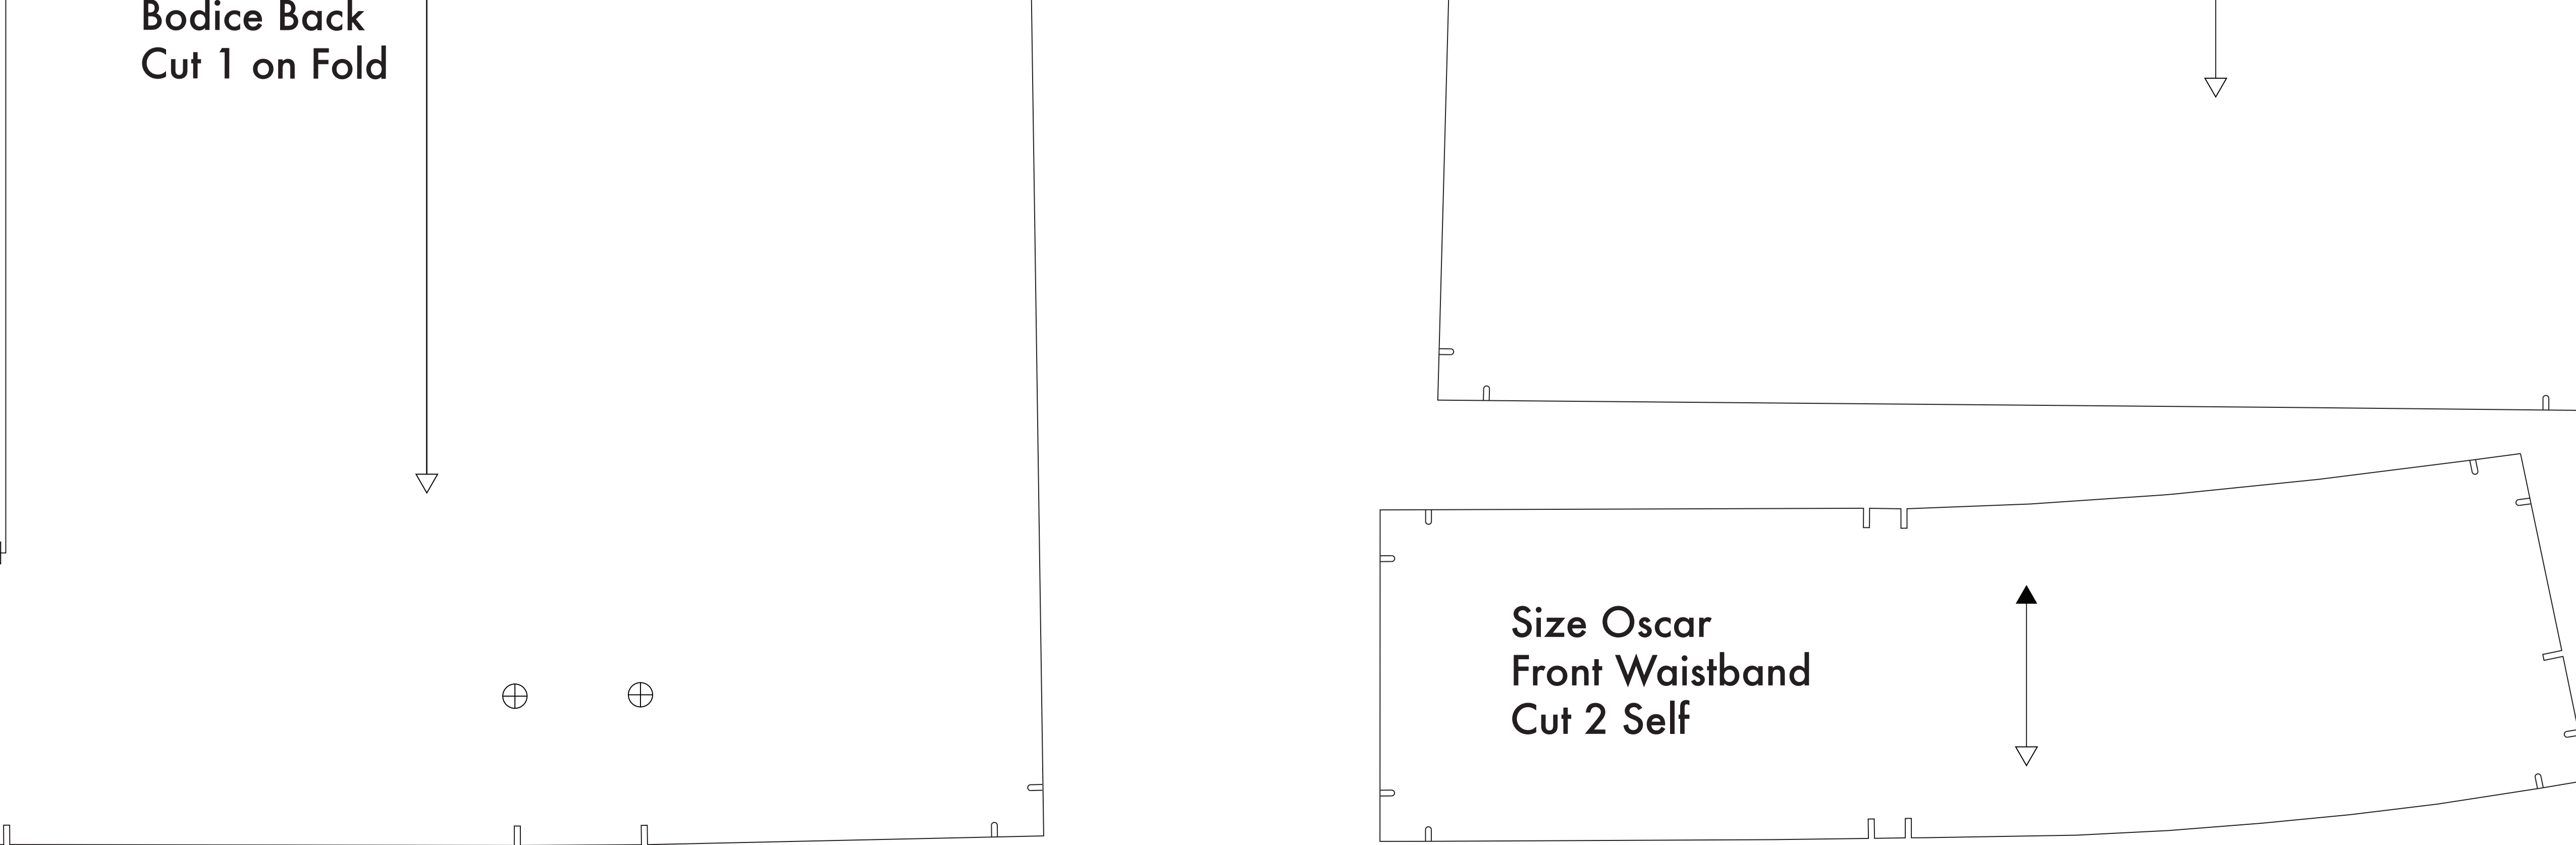 Bodice Back
Cut 1 on Fold
Size Oscar
Front Waistband
Cut 2 Self